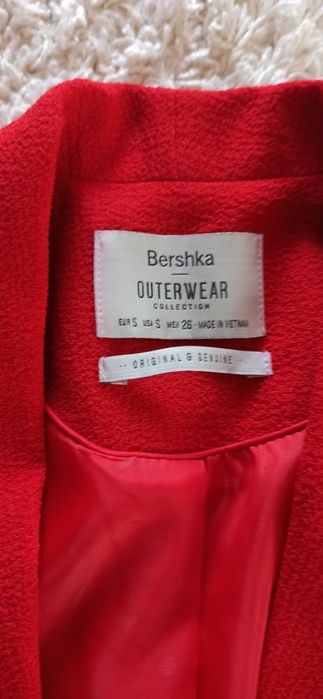 Bershka
OUTERWEAR
COLLECTION
EUR S USA S MEX 26 - MADE IN VIETNAM
-- ORIGINAL & GENUINE --